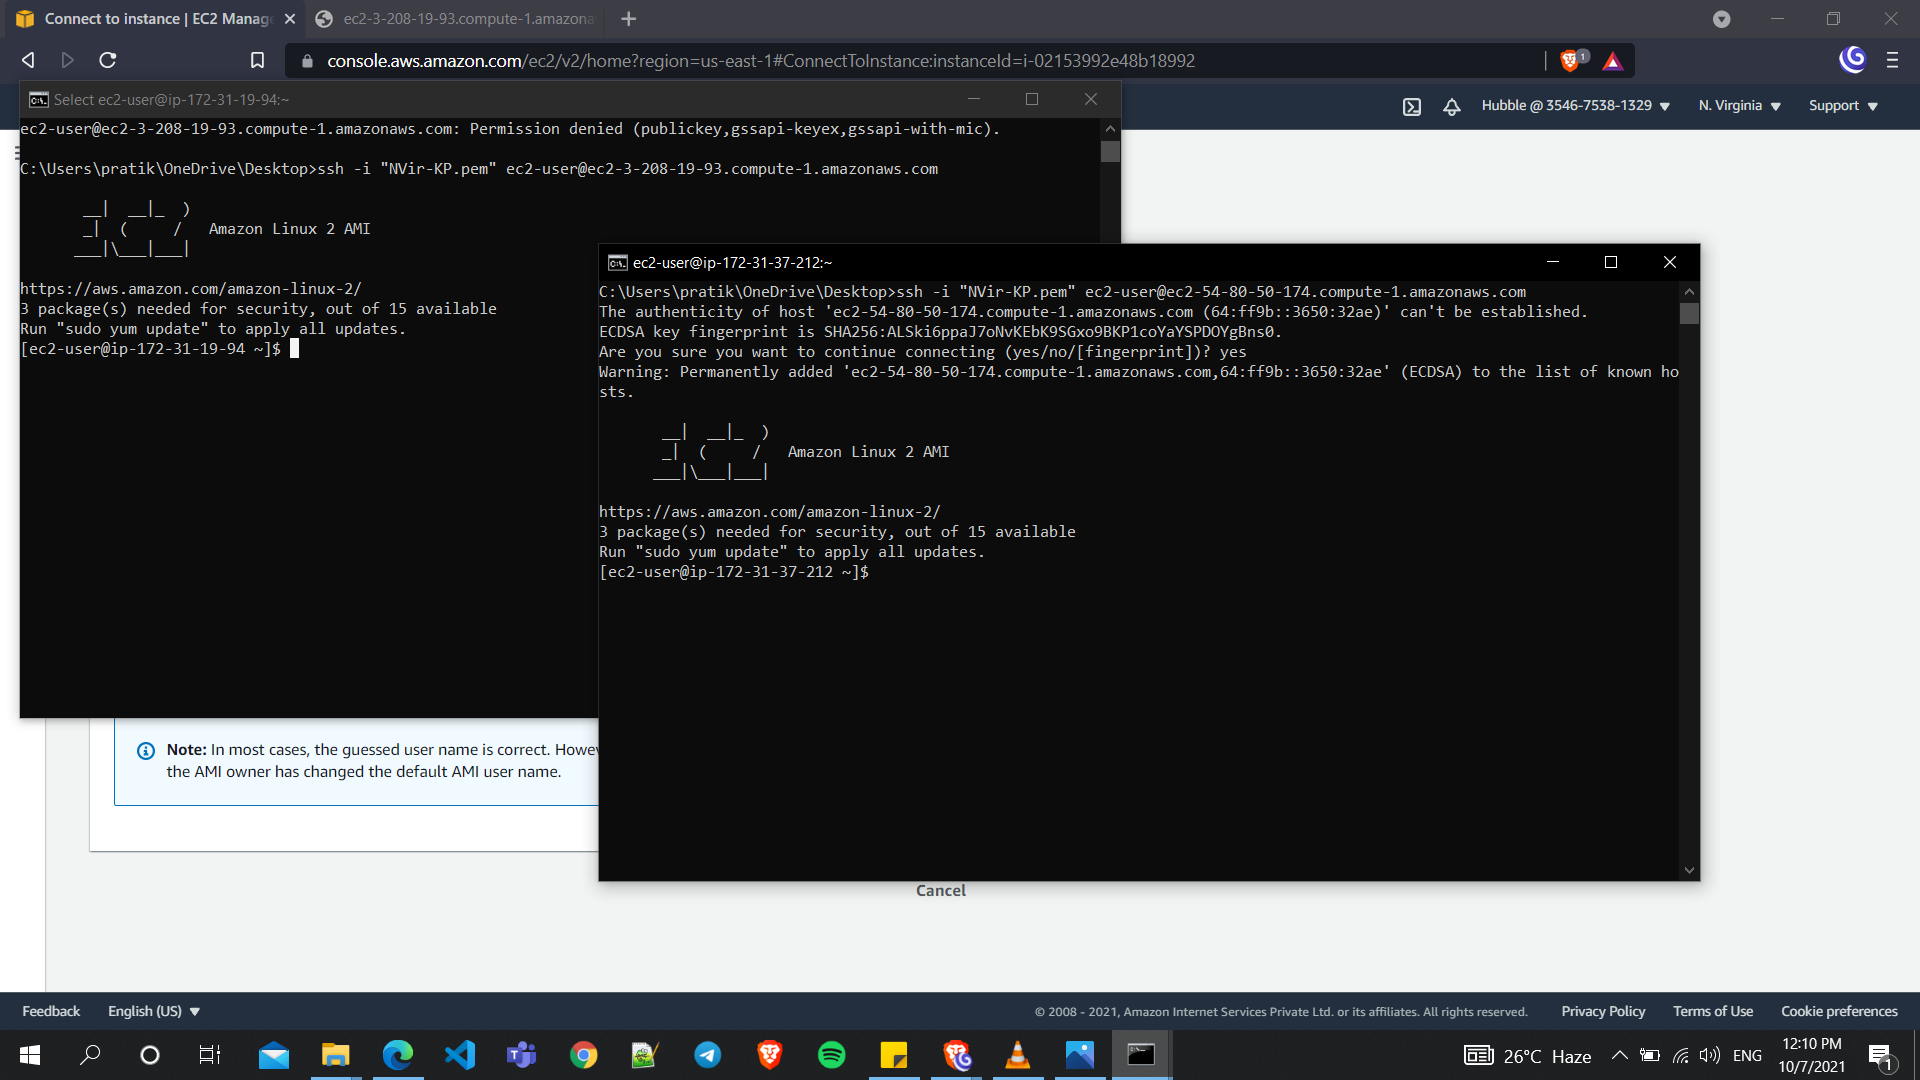 Connect to instance | EC2 Manag
ec2-3-208-19-93.compute-1.amazona
console.aws.amazon.com/ec2/v2/home?region=us-east-1#ConnectToInstance:instanceId=i-02153992e48b18992
1
Hubble @ 3546-7538-1329
N. Virginia
Support
Select ec2-user@ip-172-31-19-94:~
ec2-user@ec2-3-208-19-93.compute-1.amazonaws.com: Permission denied (publickey,gssapi-keyex,gssapi-with-mic).
C:\Users\pratik\OneDrive\Desktop>ssh -i "NVir-KP.pem" ec2-user@ec2-3-208-19-93.compute-1.amazonaws.com
__|  __|_  )
_|  (     /   Amazon Linux 2 AMI
___|\___|___|
https://aws.amazon.com/amazon-linux-2/
3 package(s) needed for security, out of 15 available
Run "sudo yum update" to apply all updates.
[ec2-user@ip-172-31-19-94 ~]$
ec2-user@ip-172-31-37-212:~
C:\Users\pratik\OneDrive\Desktop>ssh -i "NVir-KP.pem" ec2-user@ec2-54-80-50-174.compute-1.amazonaws.com
The authenticity of host 'ec2-54-80-50-174.compute-1.amazonaws.com (64:ff9b::3650:32ae)' can't be established.
ECDSA key fingerprint is SHA256:ALSki6ppaJ7oNvKEbK9SGxo9BKP1coYaYSPDOYgBns0.
Are you sure you want to continue connecting (yes/no/[fingerprint])? yes
Warning: Permanently added 'ec2-54-80-50-174.compute-1.amazonaws.com,64:ff9b::3650:32ae' (ECDSA) to the list of known ho
sts.
__|  __|_  )
_|  (     /   Amazon Linux 2 AMI
___|\___|___|
https://aws.amazon.com/amazon-linux-2/
3 package(s) needed for security, out of 15 available
Run "sudo yum update" to apply all updates.
[ec2-user@ip-172-31-37-212 ~]$
Note: In most cases, the guessed user name is correct. Howev
the AMI owner has changed the default AMI user name.
Cancel
Feedback
English (US)
© 2008 - 2021, Amazon Internet Services Private Ltd. or its affiliates. All rights reserved.
Privacy Policy
Terms of Use
Cookie preferences
26°C Haze
ENG
12:10 PM
10/7/2021
1